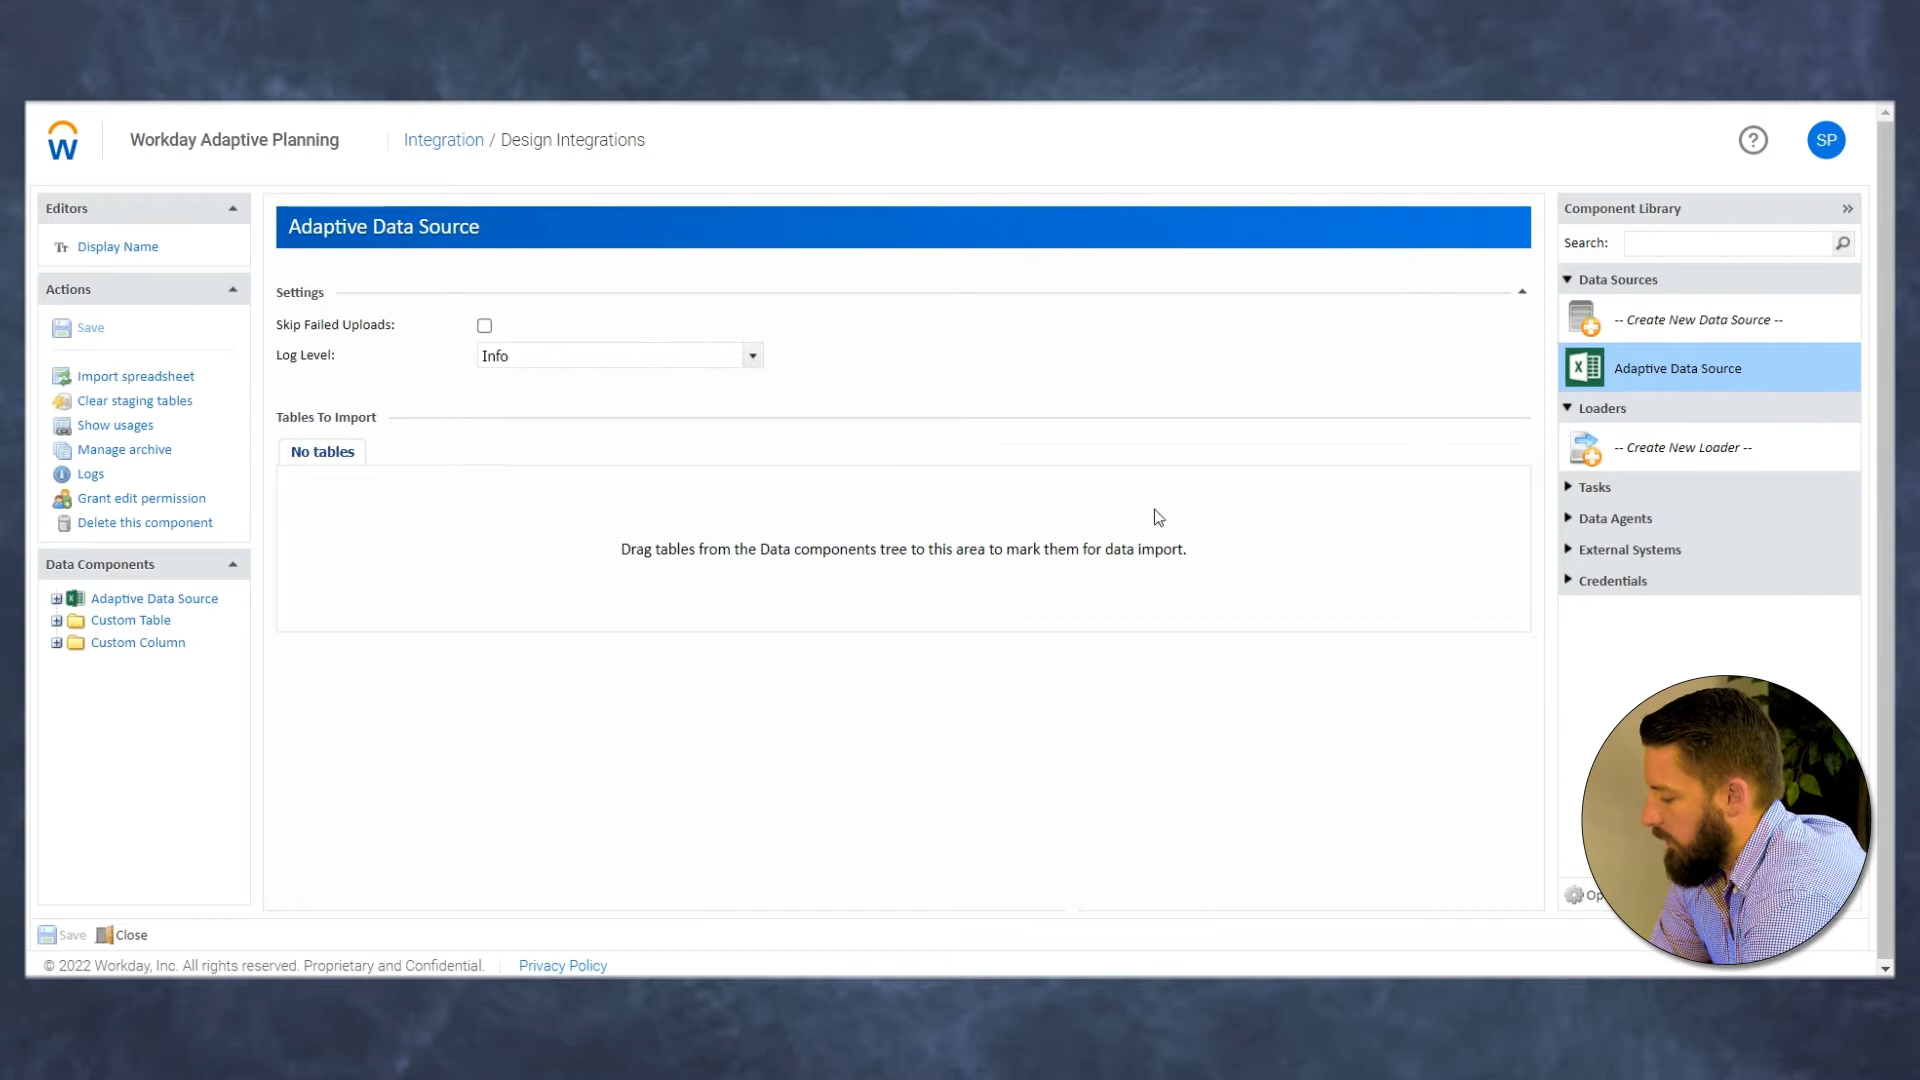 W
Workday Adaptive Planning
Integration / Design Integrations
?
SP
Editors
Tr Display Name
Actions
Save
Import spreadsheet
Clear staging tables
Show usages
Manage archive
Logs
Grant edit permission
Delete this component
Data Components
Adaptive Data Source
Custom Table
Custom Column
Adaptive Data Source
Settings
Skip Failed Uploads:
Log Level:
Info
Tables To Import
No tables
Drag tables from the Data components tree to this area to mark them for data import.
Component Library
Search:
Data Sources
-- Create New Data Source --
Adaptive Data Source
Loaders
-- Create New Loader --
Tasks
Data Agents
External Systems
Credentials
Save Close
© 2022 Workday, Inc. All rights reserved. Proprietary and Confidential. Privacy Policy